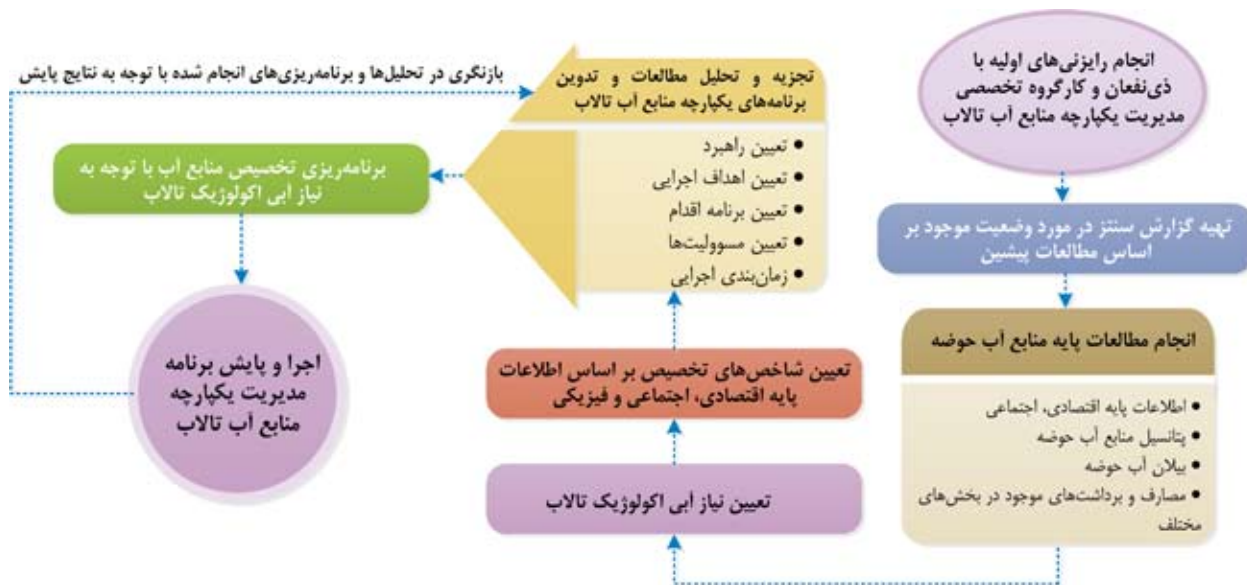 انجام رایزنی‌های اولیه با
ذی‌نفعان و کارگروه تخصصی
مدیریت یکپارچه منابع آب تالاب
تهیه گزارش سنتز در مورد وضعیت موجود بر
اساس مطالعات پیشین
انجام مطالعات پایه منابع آب حوضه
● اطلاعات پایه اقتصادی، اجتماعی
● پتانسیل منابع آب حوضه
● بیلان آب حوضه
● مصارف و برداشت‌های موجود در بخش‌های
مختلف
تعیین نیاز آبی اکولوژیک تالاب
تعیین شاخص‌های تخصیص بر اساس اطلاعات
پایه اقتصادی، اجتماعی و فیزیکی
تجزیه و تحلیل مطالعات و تدوین
برنامه‌های یکپارچه منابع آب تالاب
● تعیین راهبرد
● تعیین اهداف اجرایی
● تعیین برنامه اقدام
● تعیین مسوولیت‌ها
● زمان‌بندی اجرایی
برنامه‌ریزی تخصیص منابع آب با توجه به
نیاز آبی اکولوژیک تالاب
اجرا و پایش برنامه
مدیریت یکپارچه
منابع آب تالاب
بازنگری در تحلیل‌ها و برنامه‌ریزی‌های انجام شده با توجه به نتایج پایش